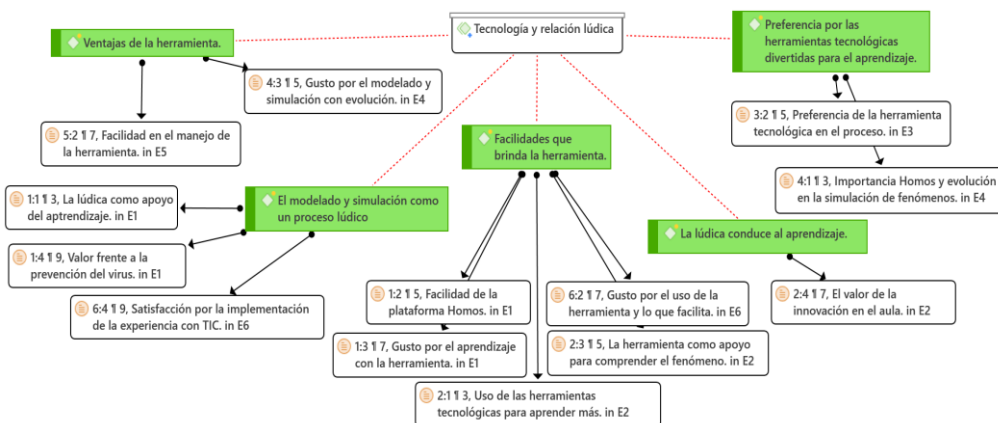 Tecnología y relación lúdica
Ventajas de la herramienta.
4:3 ¶ 5, Gusto por el modelado y
simulación con evolución. in E4
5:2 ¶ 7, Facilidad en el manejo de
la herramienta. in E5
Preferencia por las
herramientas tecnológicas
divertidas para el aprendizaje.
3:2 ¶ 5, Preferencia de la herramienta
tecnológica en el proceso. in E3
4:1 ¶ 3, Importancia Homos y evolución
en la simulación de fenómenos. in E4
El modelado y simulación como
un proceso lúdico
1:1 ¶ 3, La lúdica como apoyo
del aptrendizaje. in E1
1:4 ¶ 9, Valor frente a la
prevención del virus. in E1
6:4 ¶ 9, Satisfacción por la implementación
de la experiencia con TIC. in E6
Facilidades que
brinda la herramienta.
1:2 ¶ 5, Facilidad de la
plataforma Homos. in E1
1:3 ¶ 7, Gusto por el aprendizaje
con la herramienta. in E1
2:1 ¶ 3, Uso de las herramientas
tecnológicas para aprender más. in E2
6:2 ¶ 7, Gusto por el uso de la
herramienta y lo que facilita. in E6
2:3 ¶ 5, La herramienta como apoyo
para comprender el fenómeno. in E2
La lúdica conduce al aprendizaje.
2:4 ¶ 7, El valor de la
innovación en el aula. in E2